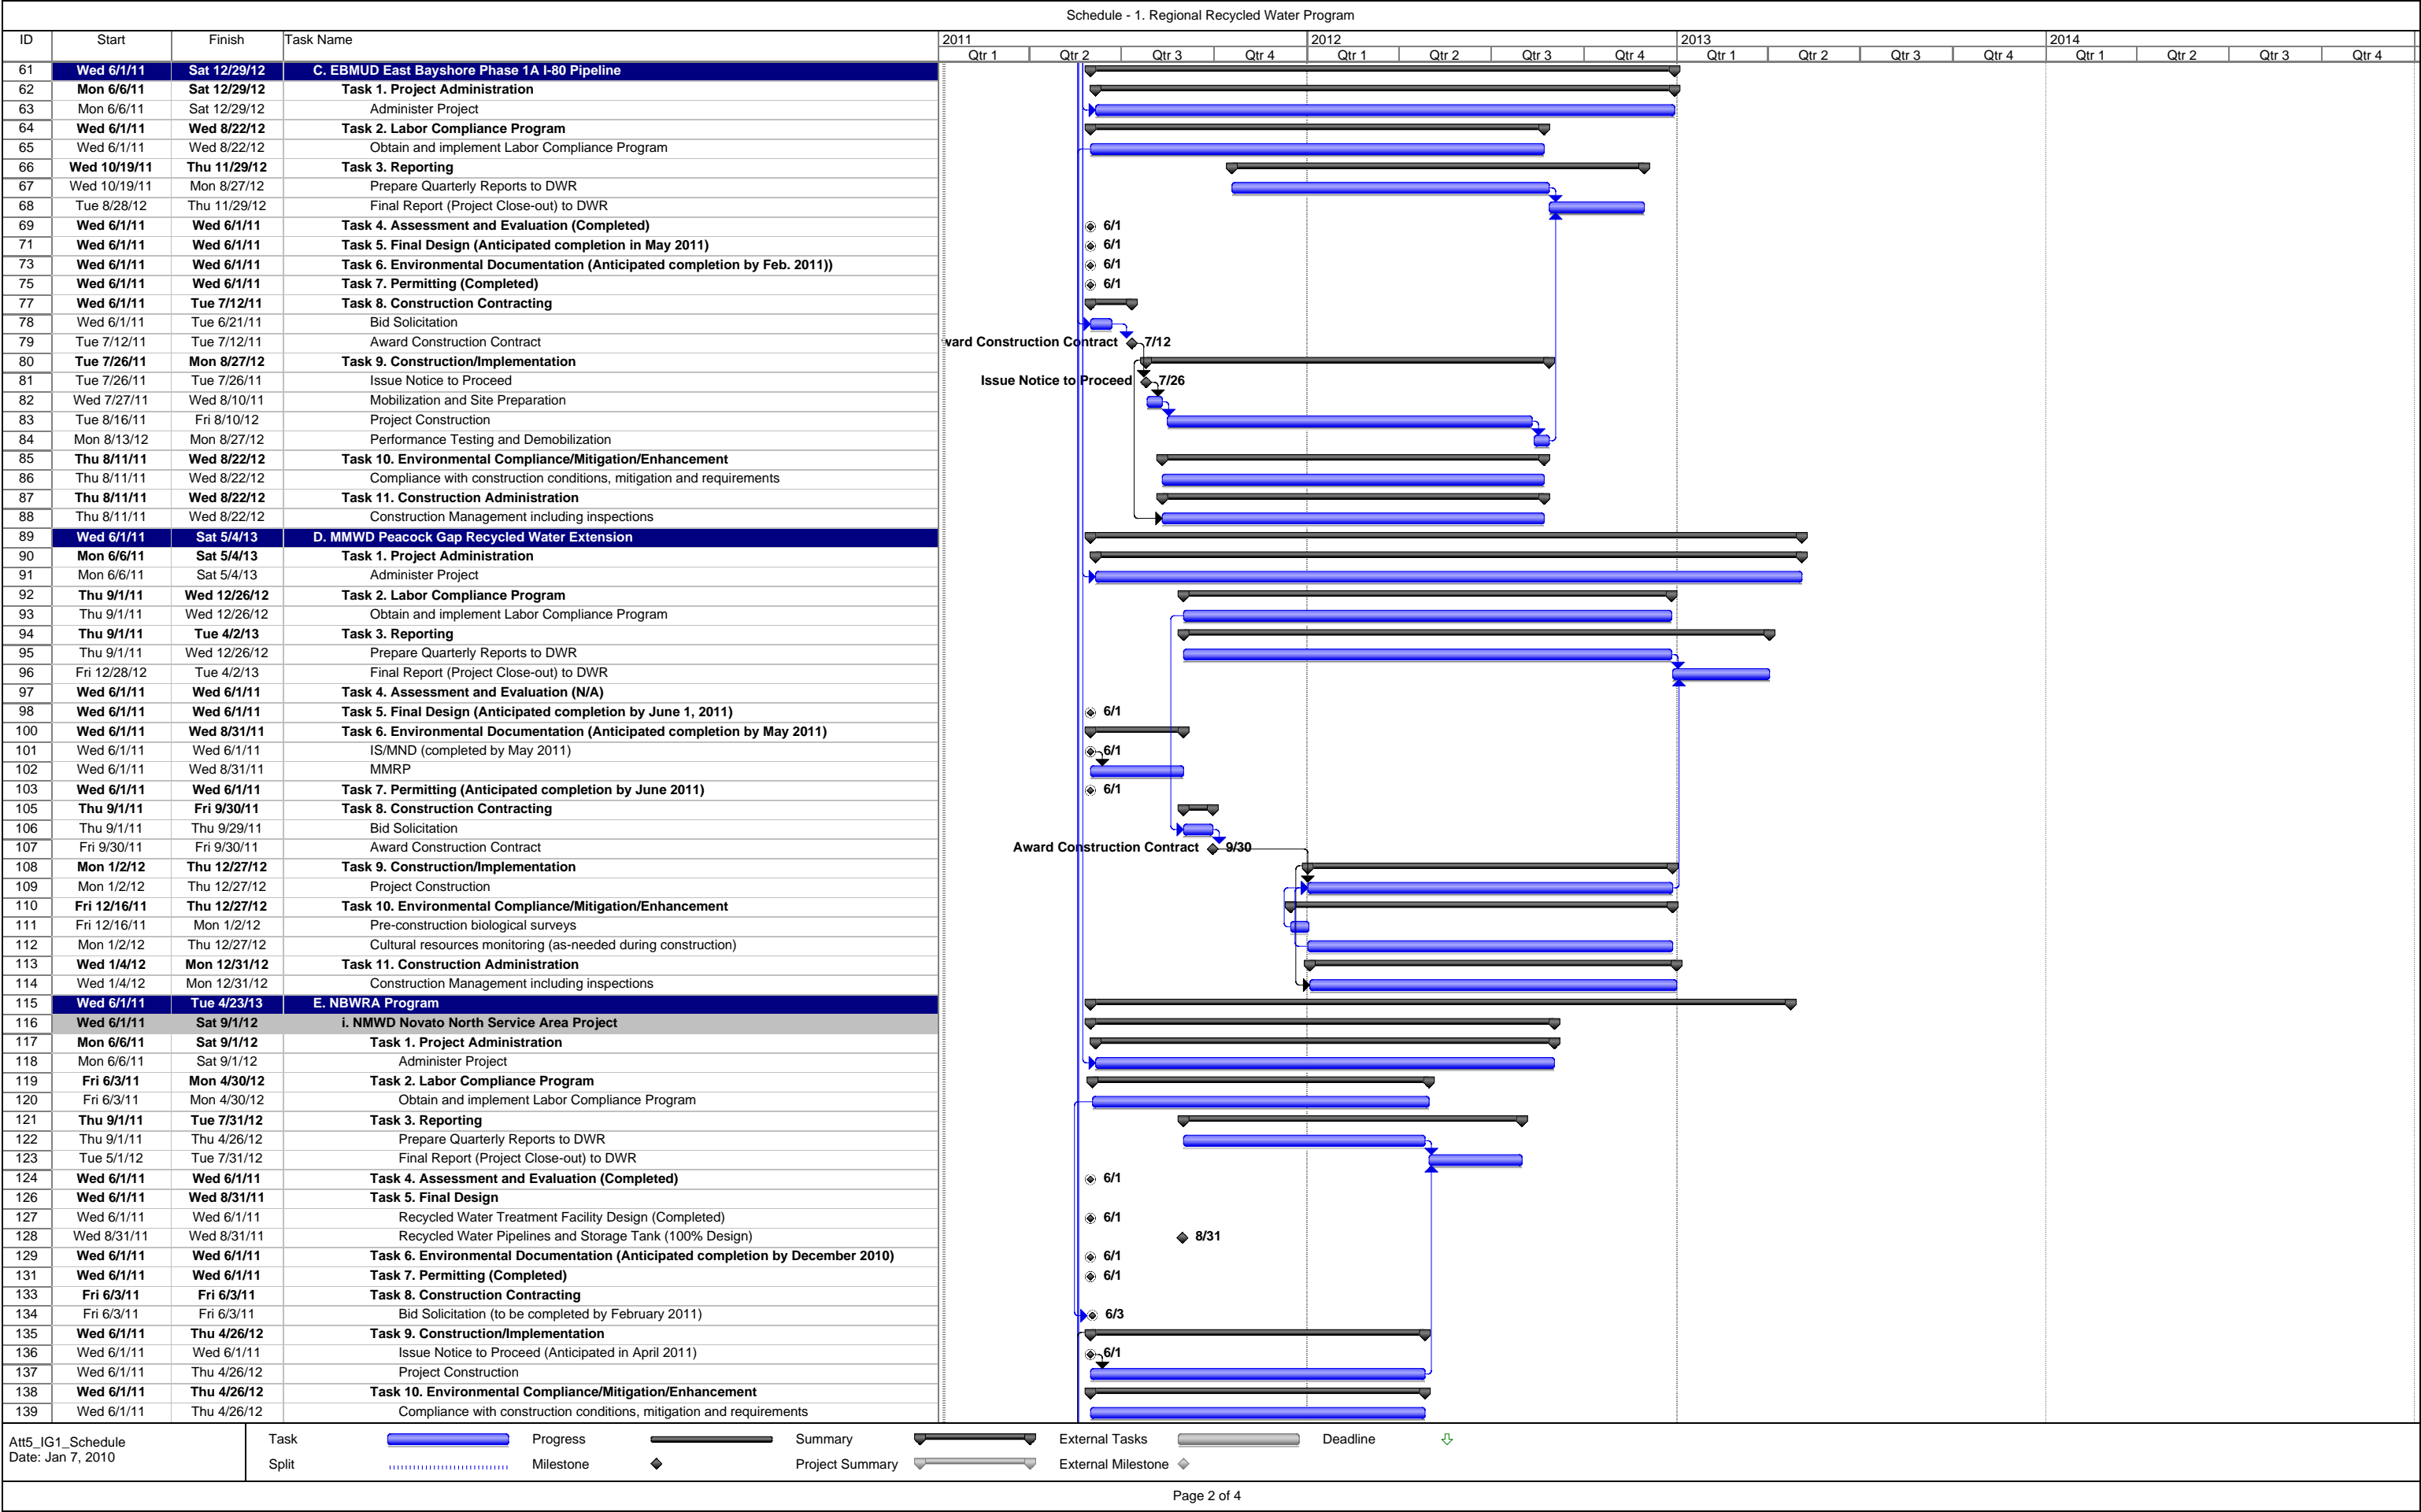 Schedule - 1. Regional Recycled Water Program
ID Start Finish Task Name 2011 2012 2013 2014
Qtr 1 Qtr 2 Qtr 3 Qtr 4 Qtr 1 Qtr 2 Qtr 3 Qtr 4 Qtr 1 Qtr 2 Qtr 3 Qtr 4 Qtr 1 Qtr 2 Qtr 3 Qtr 4
61 Wed 6/1/11 Sat 12/29/12 C. EBMUD East Bayshore Phase 1A I-80 Pipeline
62 Mon 6/6/11 Sat 12/29/12 Task 1. Project Administration
63 Mon 6/6/11 Sat 12/29/12 Administer Project
64 Wed 6/1/11 Wed 8/22/12 Task 2. Labor Compliance Program
65 Wed 6/1/11 Wed 8/22/12 Obtain and implement Labor Compliance Program
66 Wed 10/19/11 Thu 11/29/12 Task 3. Reporting
67 Wed 10/19/11 Mon 8/27/12 Prepare Quarterly Reports to DWR
68 Tue 8/28/12 Thu 11/29/12 Final Report (Project Close-out) to DWR
69 Wed 6/1/11 Wed 6/1/11 Task 4. Assessment and Evaluation (Completed) 6/1
71 Wed 6/1/11 Wed 6/1/11 Task 5. Final Design (Anticipated completion in May 2011) 6/1
73 Wed 6/1/11 Wed 6/1/11 Task 6. Environmental Documentation (Anticipated completion by Feb. 2011)) 6/1
75 Wed 6/1/11 Wed 6/1/11 Task 7. Permitting (Completed) 6/1
77 Wed 6/1/11 Tue 7/12/11 Task 8. Construction Contracting
78 Wed 6/1/11 Tue 6/21/11 Bid Solicitation
79 Tue 7/12/11 Tue 7/12/11 Award Construction Contract ward Construction Contract 7/12
80 Tue 7/26/11 Mon 8/27/12 Task 9. Construction/Implementation
81 Tue 7/26/11 Tue 7/26/11 Issue Notice to Proceed Issue Notice to Proceed 7/26
82 Wed 7/27/11 Wed 8/10/11 Mobilization and Site Preparation
83 Tue 8/16/11 Fri 8/10/12 Project Construction
84 Mon 8/13/12 Mon 8/27/12 Performance Testing and Demobilization
85 Thu 8/11/11 Wed 8/22/12 Task 10. Environmental Compliance/Mitigation/Enhancement
86 Thu 8/11/11 Wed 8/22/12 Compliance with construction conditions, mitigation and requirements
87 Thu 8/11/11 Wed 8/22/12 Task 11. Construction Administration
88 Thu 8/11/11 Wed 8/22/12 Construction Management including inspections
89 Wed 6/1/11 Sat 5/4/13 D. MMWD Peacock Gap Recycled Water Extension
90 Mon 6/6/11 Sat 5/4/13 Task 1. Project Administration
91 Mon 6/6/11 Sat 5/4/13 Administer Project
92 Thu 9/1/11 Wed 12/26/12 Task 2. Labor Compliance Program
93 Thu 9/1/11 Wed 12/26/12 Obtain and implement Labor Compliance Program
94 Thu 9/1/11 Tue 4/2/13 Task 3. Reporting
95 Thu 9/1/11 Wed 12/26/12 Prepare Quarterly Reports to DWR
96 Fri 12/28/12 Tue 4/2/13 Final Report (Project Close-out) to DWR
97 Wed 6/1/11 Wed 6/1/11 Task 4. Assessment and Evaluation (N/A)
98 Wed 6/1/11 Wed 6/1/11 Task 5. Final Design (Anticipated completion by June 1, 2011) 6/1
100 Wed 6/1/11 Wed 8/31/11 Task 6. Environmental Documentation (Anticipated completion by May 2011)
101 Wed 6/1/11 Wed 6/1/11 IS/MND (completed by May 2011) 6/1
102 Wed 6/1/11 Wed 8/31/11 MMRP
103 Wed 6/1/11 Wed 6/1/11 Task 7. Permitting (Anticipated completion by June 2011) 6/1
105 Thu 9/1/11 Fri 9/30/11 Task 8. Construction Contracting
106 Thu 9/1/11 Thu 9/29/11 Bid Solicitation
107 Fri 9/30/11 Fri 9/30/11 Award Construction Contract Award Construction Contract 9/30
108 Mon 1/2/12 Thu 12/27/12 Task 9. Construction/Implementation
109 Mon 1/2/12 Thu 12/27/12 Project Construction
110 Fri 12/16/11 Thu 12/27/12 Task 10. Environmental Compliance/Mitigation/Enhancement
111 Fri 12/16/11 Mon 1/2/12 Pre-construction biological surveys
112 Mon 1/2/12 Thu 12/27/12 Cultural resources monitoring (as-needed during construction)
113 Wed 1/4/12 Mon 12/31/12 Task 11. Construction Administration
114 Wed 1/4/12 Mon 12/31/12 Construction Management including inspections
115 Wed 6/1/11 Tue 4/23/13 E. NBWRA Program
116 Wed 6/1/11 Sat 9/1/12 i. NMWD Novato North Service Area Project
117 Mon 6/6/11 Sat 9/1/12 Task 1. Project Administration
118 Mon 6/6/11 Sat 9/1/12 Administer Project
119 Fri 6/3/11 Mon 4/30/12 Task 2. Labor Compliance Program
120 Fri 6/3/11 Mon 4/30/12 Obtain and implement Labor Compliance Program
121 Thu 9/1/11 Tue 7/31/12 Task 3. Reporting
122 Thu 9/1/11 Thu 4/26/12 Prepare Quarterly Reports to DWR
123 Tue 5/1/12 Tue 7/31/12 Final Report (Project Close-out) to DWR
124 Wed 6/1/11 Wed 6/1/11 Task 4. Assessment and Evaluation (Completed) 6/1
126 Wed 6/1/11 Wed 8/31/11 Task 5. Final Design
127 Wed 6/1/11 Wed 6/1/11 Recycled Water Treatment Facility Design (Completed) 6/1
128 Wed 8/31/11 Wed 8/31/11 Recycled Water Pipelines and Storage Tank (100% Design) 8/31
129 Wed 6/1/11 Wed 6/1/11 Task 6. Environmental Documentation (Anticipated completion by December 2010) 6/1
131 Wed 6/1/11 Wed 6/1/11 Task 7. Permitting (Completed) 6/1
133 Fri 6/3/11 Fri 6/3/11 Task 8. Construction Contracting
134 Fri 6/3/11 Fri 6/3/11 Bid Solicitation (to be completed by February 2011) 6/3
135 Wed 6/1/11 Thu 4/26/12 Task 9. Construction/Implementation
136 Wed 6/1/11 Wed 6/1/11 Issue Notice to Proceed (Anticipated in April 2011) 6/1
137 Wed 6/1/11 Thu 4/26/12 Project Construction
138 Wed 6/1/11 Thu 4/26/12 Task 10. Environmental Compliance/Mitigation/Enhancement
139 Wed 6/1/11 Thu 4/26/12 Compliance with construction conditions, mitigation and requirements
Att5_IG1_Schedule
Date: Jan 7, 2010
Task Progress Summary External Tasks Deadline
Split Milestone Project Summary External Milestone
Page 2 of 4